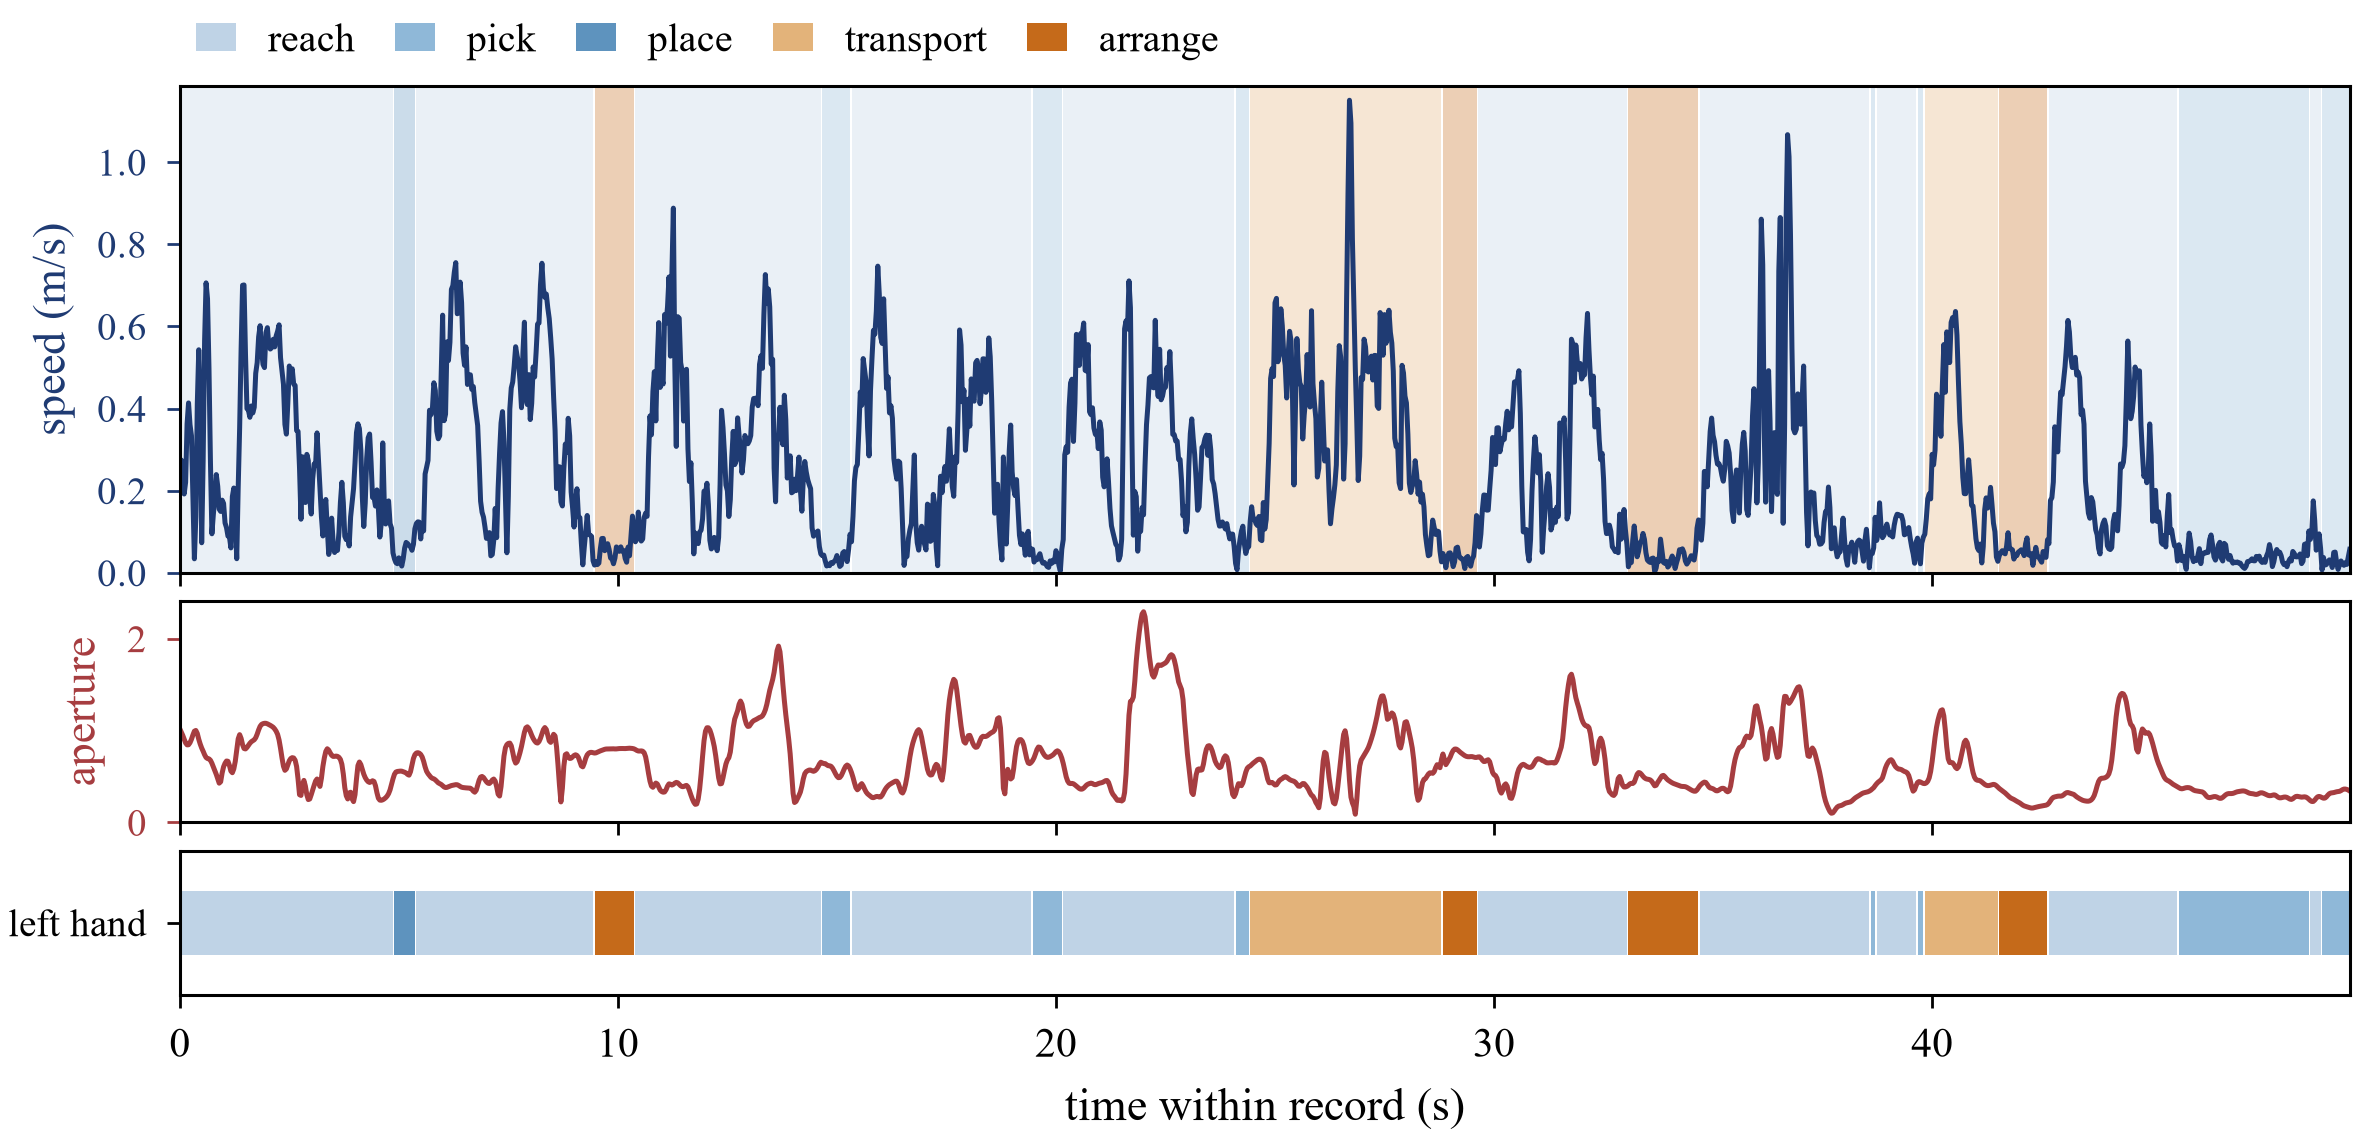 reach pick place transport arrange
speed (m/s)
1.0
0.8
0.6
0.4
0.2
0.0
aperture
2
0
left hand
0 10 20 30 40
time within record (s)